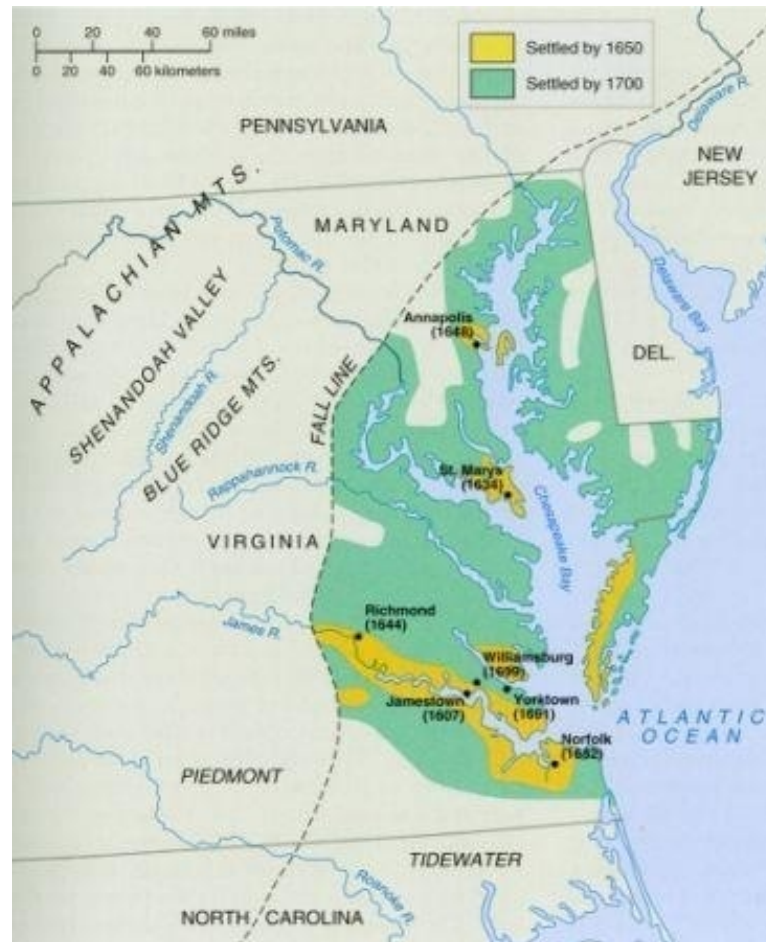 0 20 40 60 miles
0 20 40 60 kilometers
Settled by 1650
Settled by 1700
PENNSYLVANIA
Delaware R.
NEW
JERSEY
APPALACHIAN MTS.
Potomac R.
MARYLAND
SHENANDOAH VALLEY
Shenandoah R.
BLUE RIDGE MTS.
FALL LINE
Annapolis
(1648)
Delaware Bay
DEL.
Rappahannock R.
St. Marys
(1634)
Chesapeake
Bay
VIRGINIA
James R.
Richmond
(1644)
Williamsburg
(1699)
Jamestown
(1607)
Yorktown
(1691)
Norfolk
(1682)
ATLANTIC
OCEAN
PIEDMONT
TIDEWATER
Roanoke R.
NORTH CAROLINA